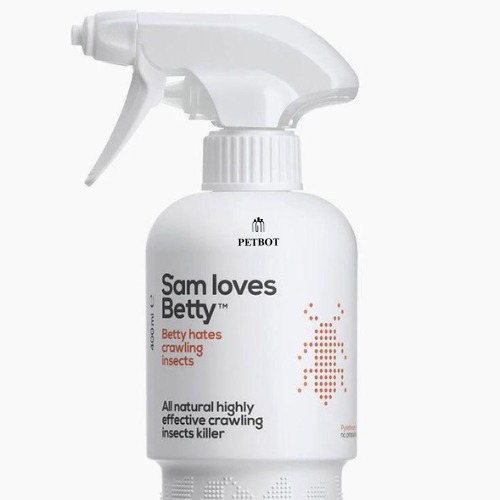 PETBOT
Sam loves
Betty™
Betty hates
crawling
insects
400ml e
All natural highly
effective crawling
insects killer